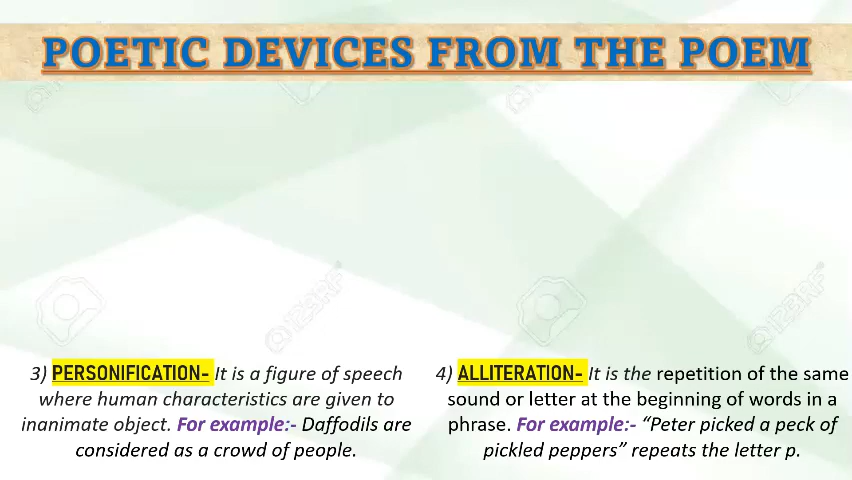 POETIC DEVICES FROM THE POEM
3) PERSONIFICATION- It is a figure of speech
where human characteristics are given to
inanimate object. For example:- Daffodils are
considered as a crowd of people.
4) ALLITERATION- It is the repetition of the same
sound or letter at the beginning of words in a
phrase. For example:- “Peter picked a peck of
pickled peppers” repeats the letter p.
123RF
123RF